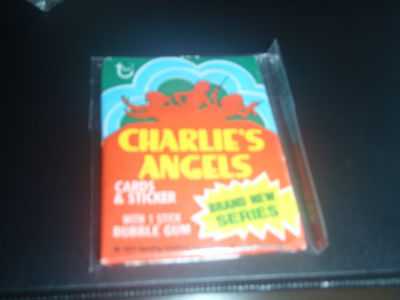 CHARLIE'S
ANGELS
CARDS
& STICKER
WITH 1 STICK
BUBBLE GUM
BRAND NEW
SERIES